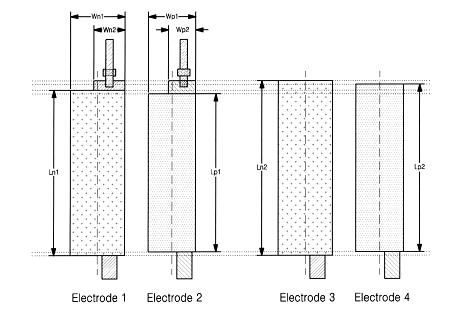 Wn1 Wp1
Wn2 Wp2
Ln1 Lp1 Ln2 Lp2
Electrode 1 Electrode 2 Electrode 3 Electrode 4